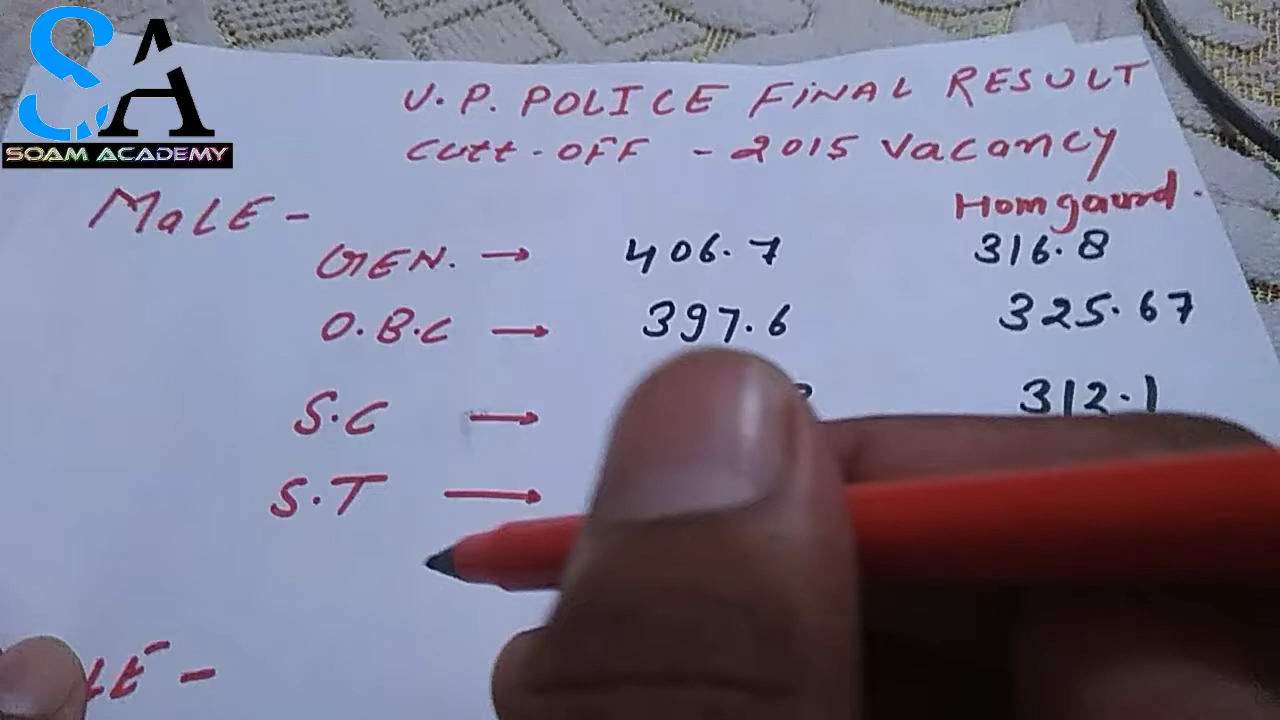 SA
SOAM ACADEMY
U.P. POLICE FINAL RESULT
CUTT-OFF - 2015 Vacancy
MALE -
Homgaurd.
GEN. → 406.7 316.8
O.B.C → 397.6 325.67
S.C → 312.1
S.T →
LE -